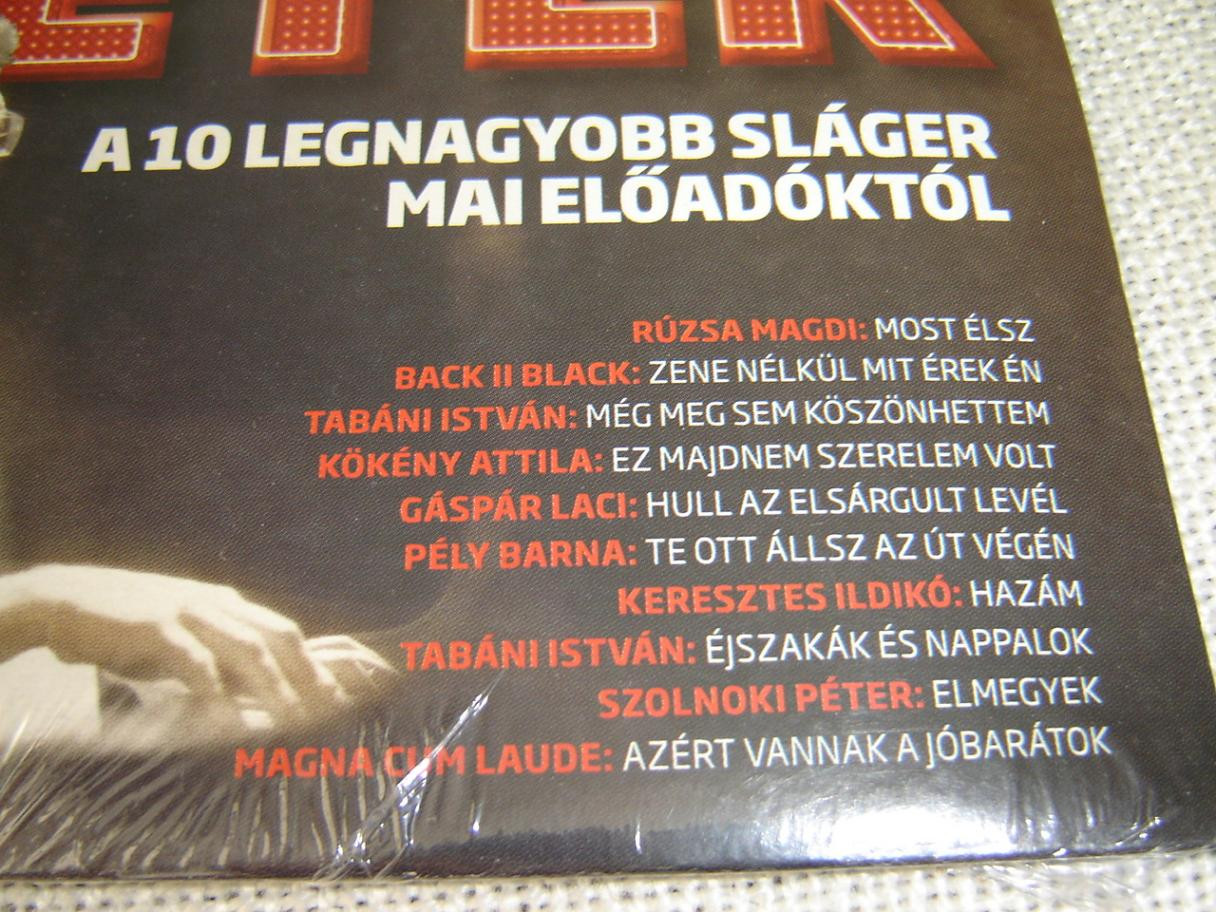 A 10 LEGNAGYOBB SLÁGER
MAI ELŐADÓKTÓL
RÚZSA MAGDI: MOST ÉLSZ
BACK II BLACK: ZENE NÉLKÜL MIT ÉREK ÉN
TABÁNI ISTVÁN: MÉG MEG SEM KÖSZÖNHETTEM
KÖKÉNY ATTILA: EZ MAJDNEM SZERELEM VOLT
GÁSPÁR LACI: HULL AZ ELSÁRGULT LEVÉL
PÉLY BARNA: TE OTT ÁLLSZ AZ ÚT VÉGÉN
KERESZTES ILDIKÓ: HAZÁM
TABÁNI ISTVÁN: ÉJSZAKÁK ÉS NAPPALOK
SZOLNOKI PÉTER: ELMEGYEK
MAGNA CUM LAUDE: AZÉRT VANNAK A JÓBARÁTOK